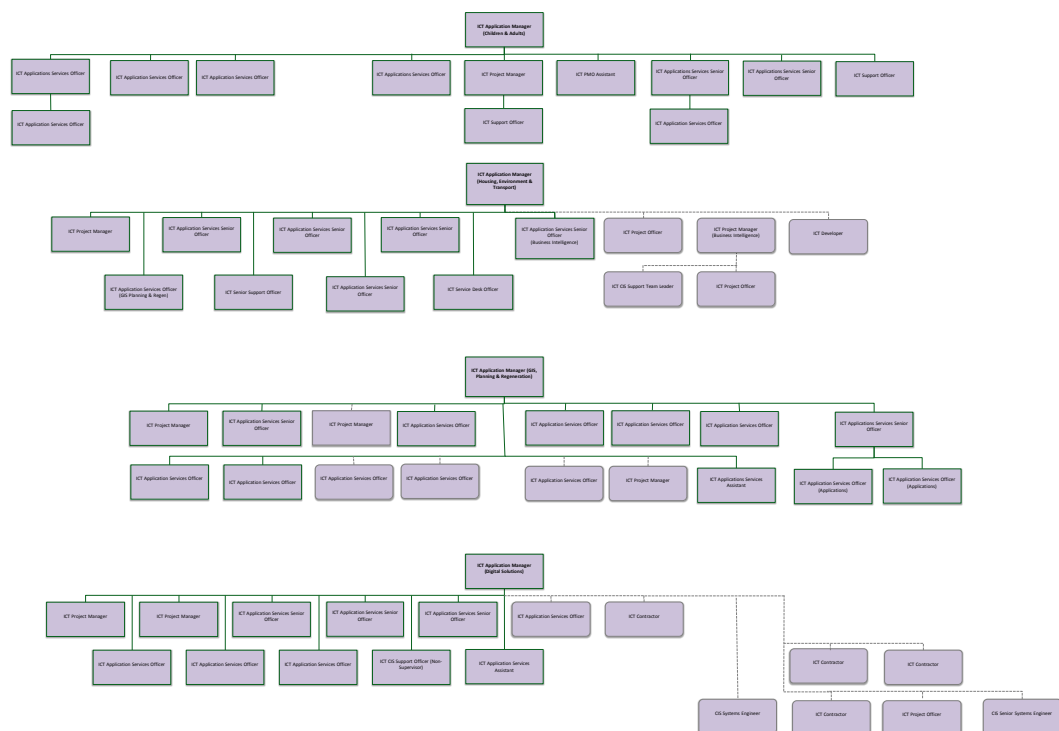 ICT Application Manager
(Children & Adults)
ICT Applications Services Officer
ICT Application Services Officer
ICT Application Services Officer
ICT Applications Services Officer
ICT Project Manager
ICT PMO Assistant
ICT Applications Services Senior
Officer
ICT Applications Services Senior
Officer
ICT Support Officer
ICT Application Services Officer
ICT Support Officer
ICT Application Services Officer
ICT Application Manager
(Housing, Environment &
Transport)
ICT Project Manager
ICT Application Services Senior
Officer
ICT Application Services Senior
Officer
ICT Application Services Senior
Officer
ICT Application Services Senior
Officer
(Business Intelligence)
ICT Project Officer
ICT Project Manager
(Business Intelligence)
ICT Developer
ICT Application Services Officer
(GIS Planning & Regen)
ICT Senior Support Officer
ICT Application Services Senior
Officer
ICT Service Desk Officer
ICT CIS Support Team Leader
ICT Project Officer
ICT Application Manager (GIS,
Planning & Regeneration)
ICT Project Manager
ICT Application Services Senior
Officer
ICT Project Manager
ICT Application Services Officer
ICT Application Services Officer
ICT Application Services Officer
ICT Application Services Officer
ICT Applications Services Senior
Officer
ICT Application Services Officer
ICT Application Services Officer
ICT Application Services Officer
ICT Application Services Officer
ICT Application Services Officer
ICT Project Manager
ICT Applications Services
Assistant
ICT Application Services Officer
(Applications)
ICT Application Services Officer
(Applications)
ICT Application Manager
(Digital Solutions)
ICT Project Manager
ICT Project Manager
ICT Application Services Senior
Officer
ICT Application Services Senior
Officer
ICT Application Services Senior
Officer
ICT Application Services Officer
ICT Contractor
ICT Application Services Officer
ICT Application Services Officer
ICT Application Services Officer
ICT CIS Support Officer (Non-
Supervisor)
ICT Application Services
Assistant
ICT Contractor
ICT Contractor
CIS Systems Engineer
ICT Contractor
ICT Project Officer
CIS Senior Systems Engineer